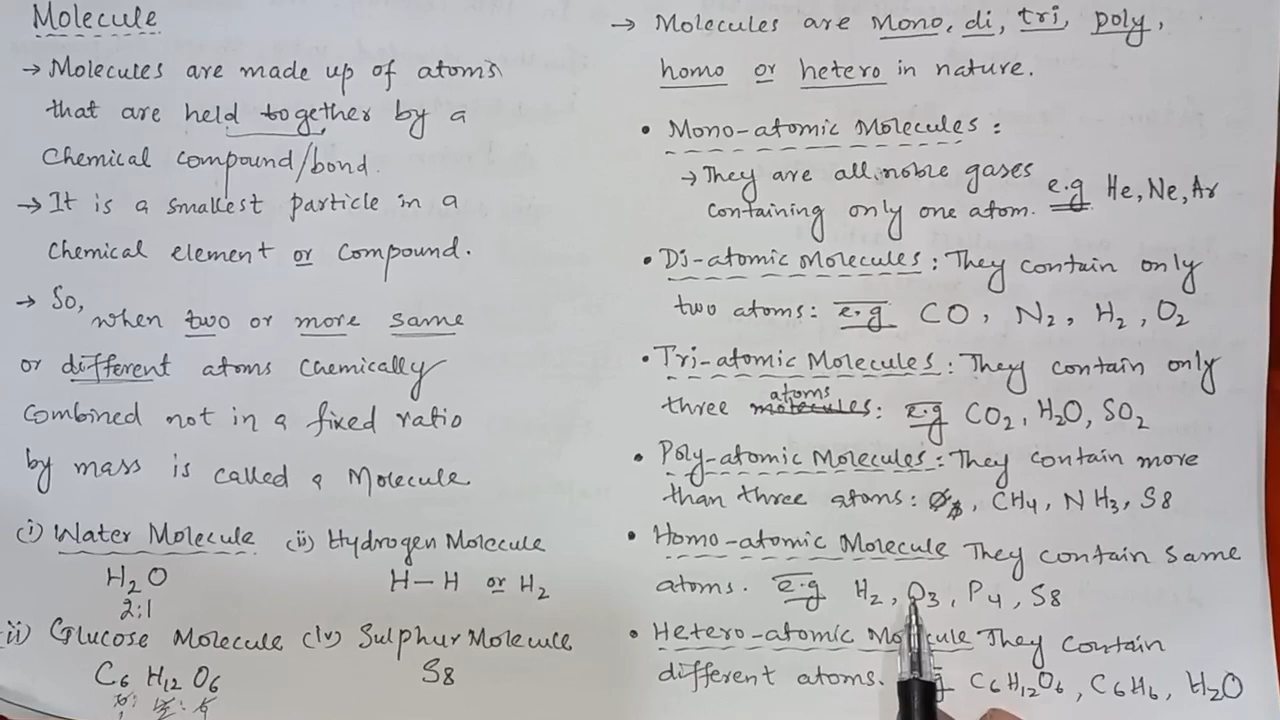 Molecule
→ Molecules are made up of atoms
that are held together by a
Chemical compound/bond.
→ It is a smallest particle in a
Chemical element or Compound.
→ So, when two or more same
or different atoms Chemically
Combined not in a fixed ratio
by mass is called a Molecule
(i) Water Molecule (ii) Hydrogen Molecule
H2O H–H or H2
2:1
ii) Glucose Molecule (iv) Sulphur Molecule
C6 H12 O6 S8
→ Molecules are Mono, di, tri, poly,
homo or hetero in nature.
• Mono-atomic Molecules:
→ They are all noble gases
containing only one atom. e.g He, Ne, Ar
• Di-atomic Molecules: They contain only
two atoms: e.g CO, N2, H2, O2
• Tri-atomic Molecules: They contain only
three atoms: e.g CO2, H2O, SO2
• Poly-atomic Molecules: They contain more
than three atoms: , CH4, NH3, S8
• Homo-atomic Molecule They contain same
atoms. e.g H2, O3, P4, S8
• Hetero-atomic Molecule They contain
different atoms. C6H12O6, C6H6, H2O